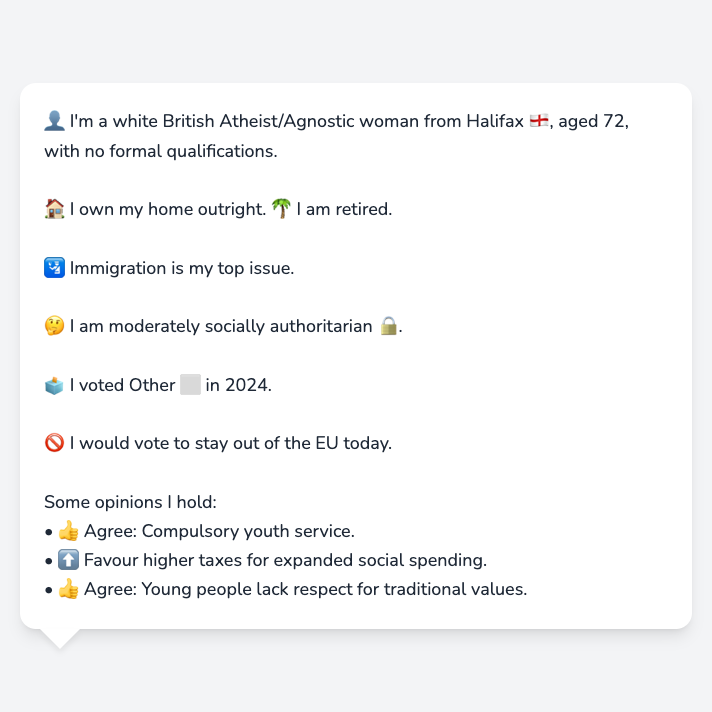 👤 I'm a white British Atheist/Agnostic woman from Halifax 🏴󠁧󠁢󠁥󠁮󠁧󠁿, aged 72,
with no formal qualifications.
🏠 I own my home outright. 🌴 I am retired.
🛂 Immigration is my top issue.
🤔 I am moderately socially authoritarian 🔒.
🗳️ I voted Other ⬜ in 2024.
🚫 I would vote to stay out of the EU today.
Some opinions I hold:
• 👍 Agree: Compulsory youth service.
• ⬆️ Favour higher taxes for expanded social spending.
• 👍 Agree: Young people lack respect for traditional values.